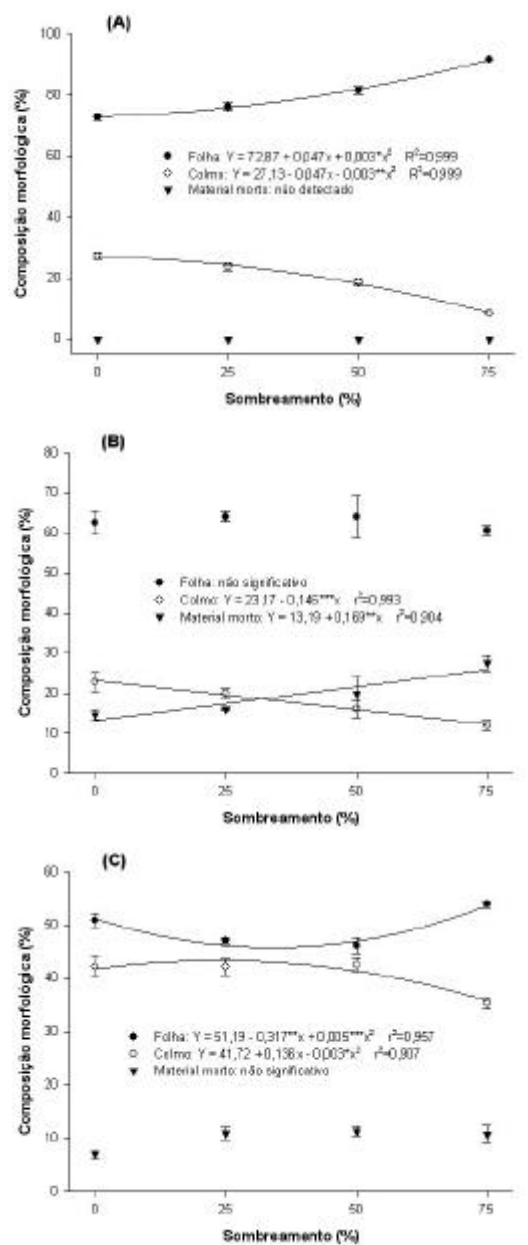 (A)
Composição morfológica (%)
100
80
60
40
20
0
Folha: Y = 72,87 + 0,047x + 0,003*x² R²=0,999
Colmo: Y = 27,13 - 0,047x - 0,003**x² R²=0,999
Material morto: não detectado
0 25 50 75
Sombreamento (%)
(B)
Composição morfológica (%)
80
70
60
50
40
30
20
10
0
Folha: não significativo
Colmo: Y = 23,17 - 0,146***x r²=0,993
Material morto: Y = 13,19 + 0,169**x r²=0,904
0 25 50 75
Sombreamento (%)
(C)
Composição morfológica (%)
60
50
40
30
20
10
0
Folha: Y = 51,19 - 0,317**x + 0,005***x² r²=0,957
Colmo: Y = 41,72 + 0,136x - 0,003*x² r²=0,907
Material morto: não significativo
0 25 50 75
Sombreamento (%)